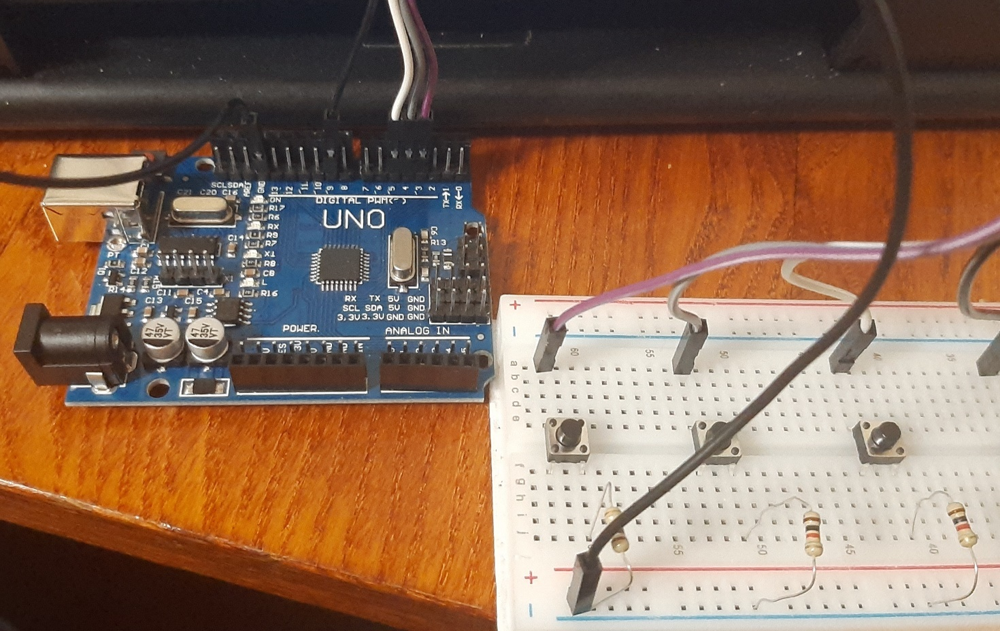 SCLSDA
AREF
GND
13
12
11
10
9
8
7
6
5
4
3
2
TX→1
RX←0
C21 C20 C16
DIGITAL PWM(~)
UNO
ON
R17
R6
RX
R9
R7
X1
R8
C8
L
R16
C14
R13
PT
C12
R14
C11
C4
C13
C15
RX TX 5V GND
SCL SDA 5V GND
3,3V3.3V GND GND
47
35V
VT
47
35V
VT
POWER.
ANALOG IN
+
-
60
55
50
40
35
a
b
c
d
e
f
g
h
i
j
55
50
45
40
+
-